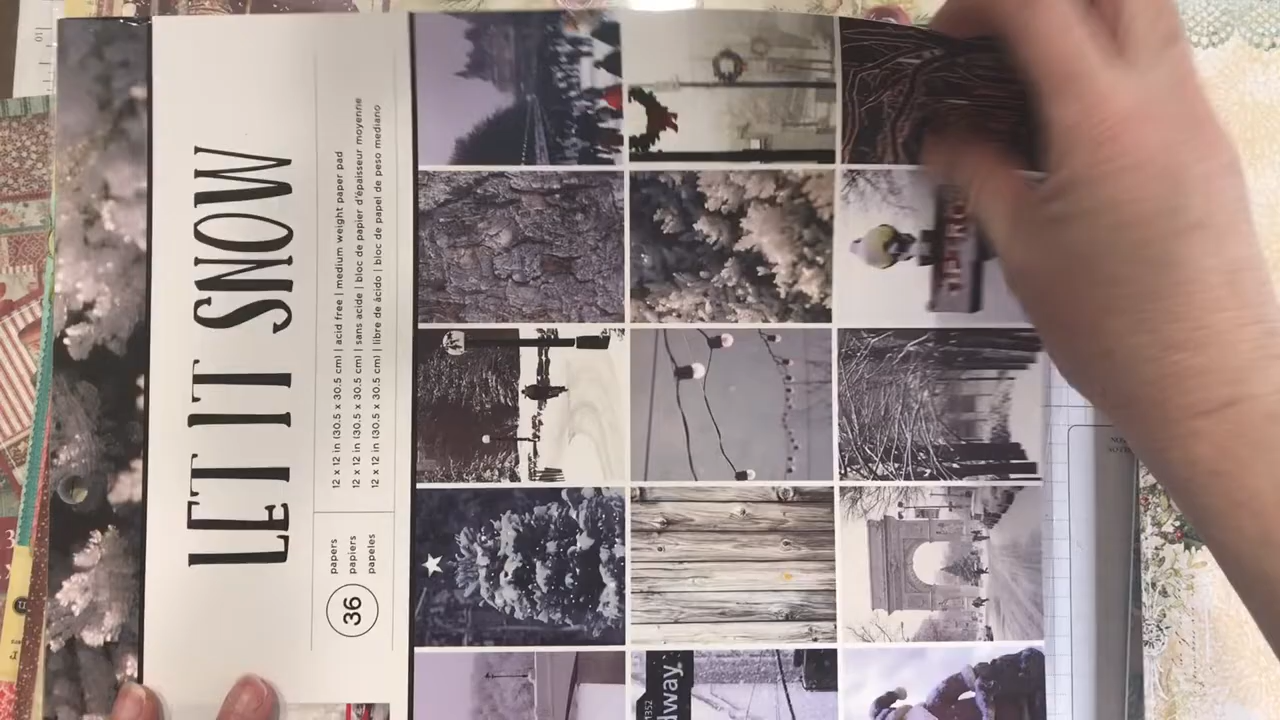 LET IT SNOW
12 x 12 in (30.5 x 30.5 cm) | acid free | medium weight paper pad
12 x 12 in (30.5 x 30.5 cm) | sans acide | bloc de papier d'épaisseur moyenne
12 x 12 in (30.5 x 30.5 cm) | libre de ácido | bloc de papel de peso mediano
36
papers
papiers
papeles
1352
lway